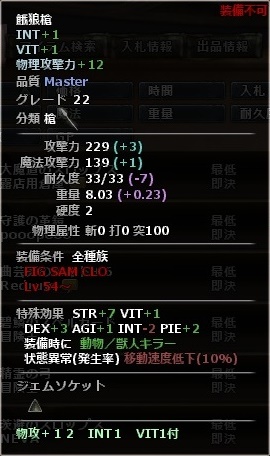 装備不可
餓狼槍
INT+1
VIT+1
物理攻撃力+12
品質 Master
グレード 22
分類 槍
攻撃力 229 (+3)
魔法攻撃力 139 (+1)
耐久度 33/33 (-7)
重量 8.03 (+0.23)
硬度 2
物理属性 斬0 打0 突100
装備条件 全種族
FIG SAM CLO
Lv 54~
特殊効果 STR+7 VIT+1
DEX+3 AGI+1 INT-2 PIE+2
装備時に 動物／獣人キラー
状態異常(発生率) 移動速度低下(10%)
ジェムソケット
物攻+12 INT1 VIT1付